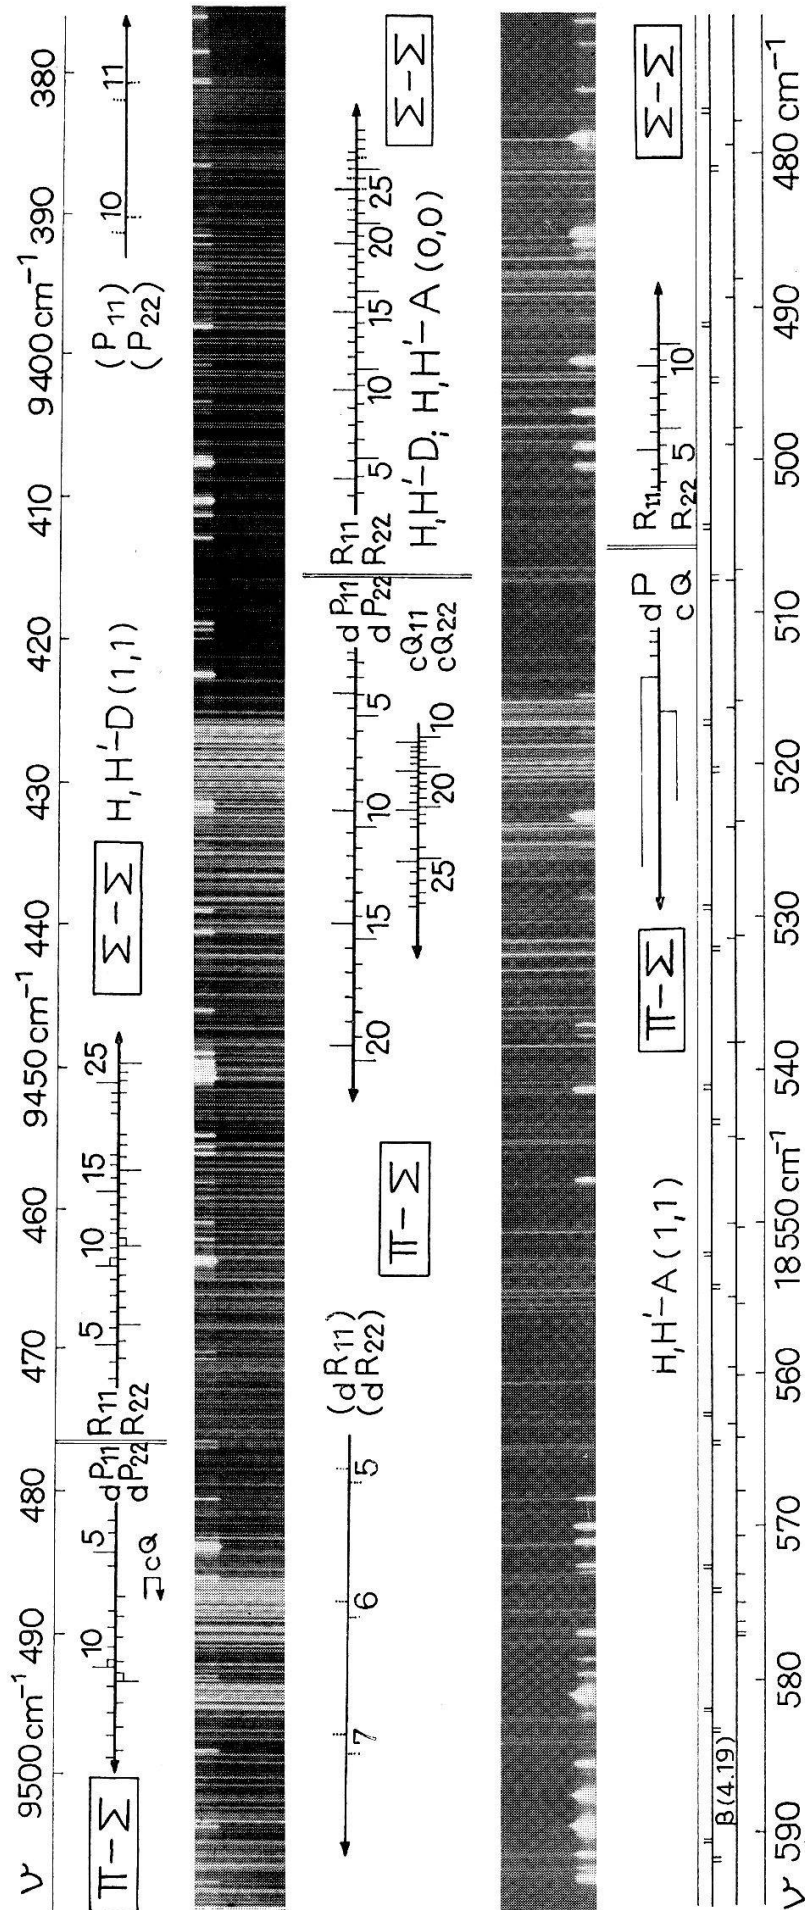 ν 9500 cm⁻¹ 490 480 470 460 9450 cm⁻¹ 440 430 420 410 9400 cm⁻¹ 390 380
Π–Σ 10 5 dP₁₁ R₁₁ 5 10 15 25 Σ–Σ H,H′–D(1,1) (P₁₁) 10 11
cQ dP₂₂ R₂₂ (P₂₂)
7 6 5 (dR₁₁) 20 15 10 5 dP₁₁ R₁₁ 5 10 15 20 25
(dR₂₂) dP₂₂ R₂₂
Π–Σ 25 20 10 cQ₁₁ H,H′–D; H,H′–A(0,0) Σ–Σ
cQ₂₂
H,H′–A(1,1) Π–Σ dP R₁₁ Σ–Σ
cQ R₂₂ 5 10
β(4.19)
ν 590 580 570 560 18550 cm⁻¹ 540 530 520 510 500 490 480 cm⁻¹